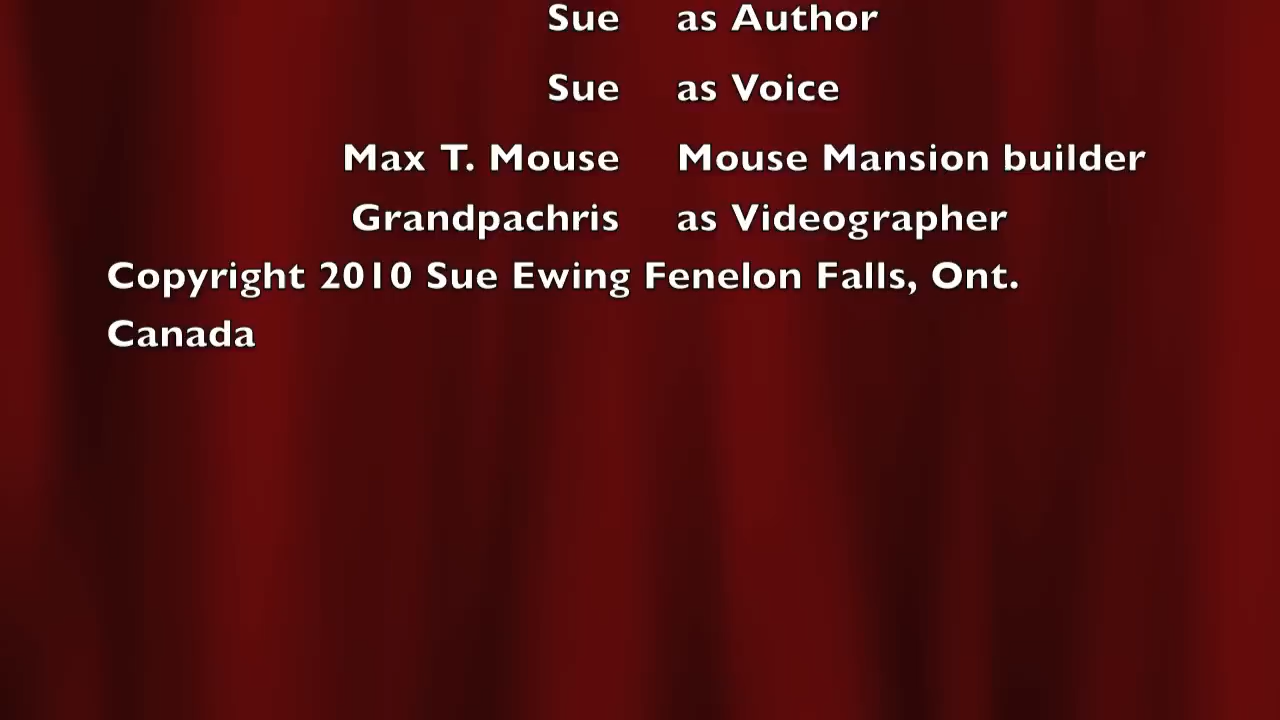 Sue as Author
Sue as Voice
Max T. Mouse Mouse Mansion builder
Grandpachris as Videographer
Copyright 2010 Sue Ewing Fenelon Falls, Ont.
Canada